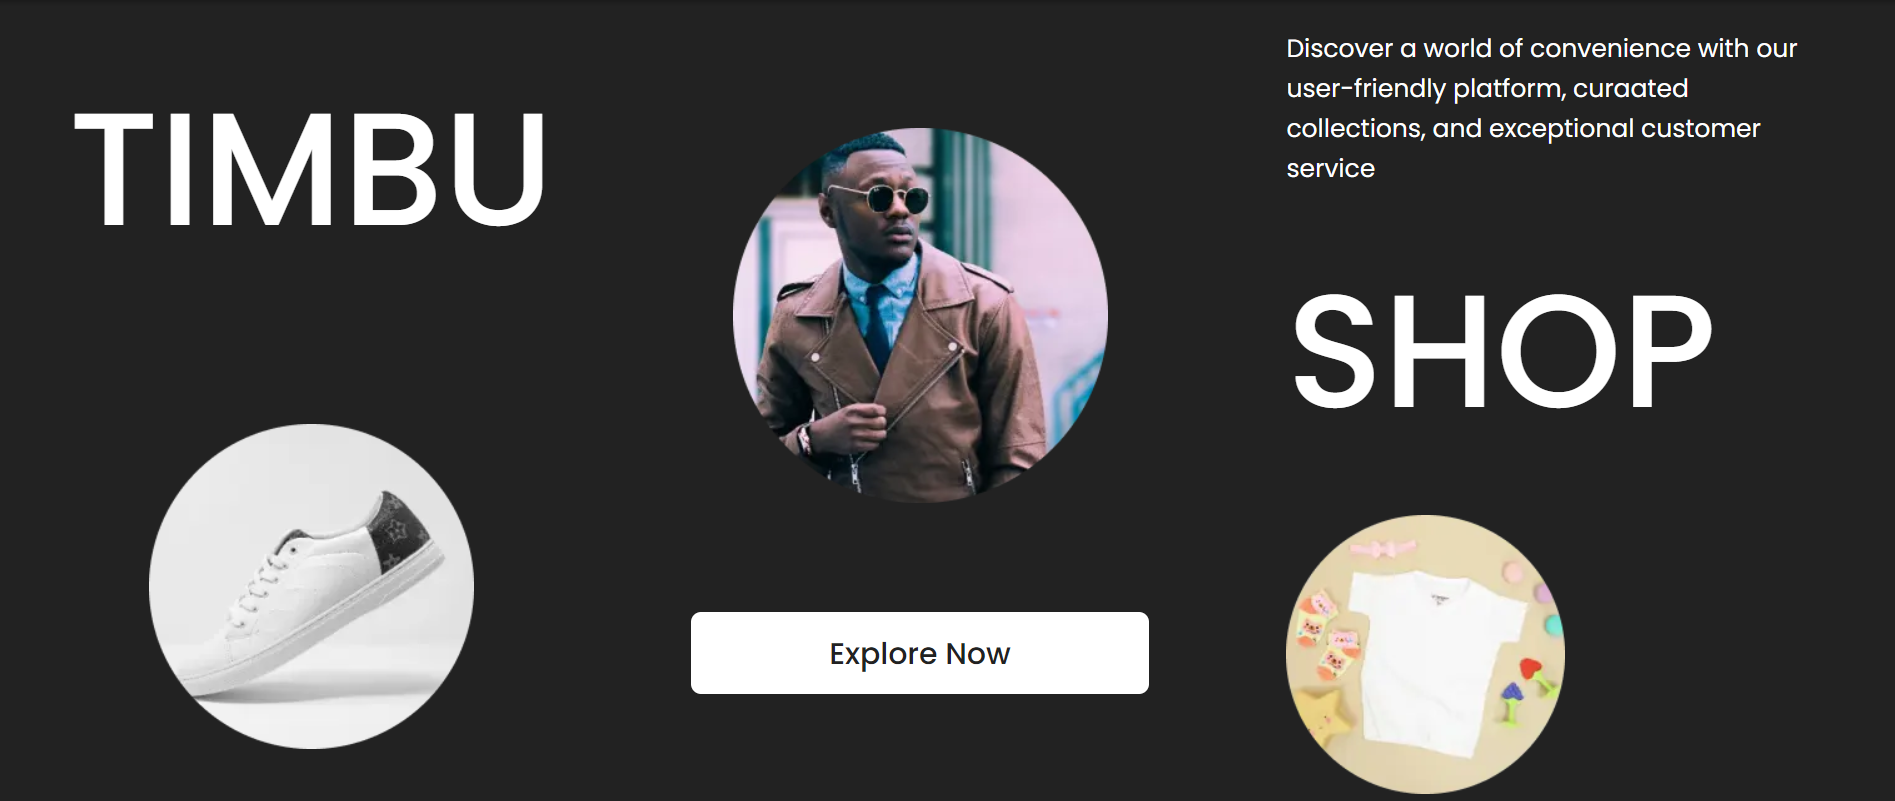 TIMBU
Discover a world of convenience with our
user-friendly platform, curaated
collections, and exceptional customer
service
SHOP
Explore Now